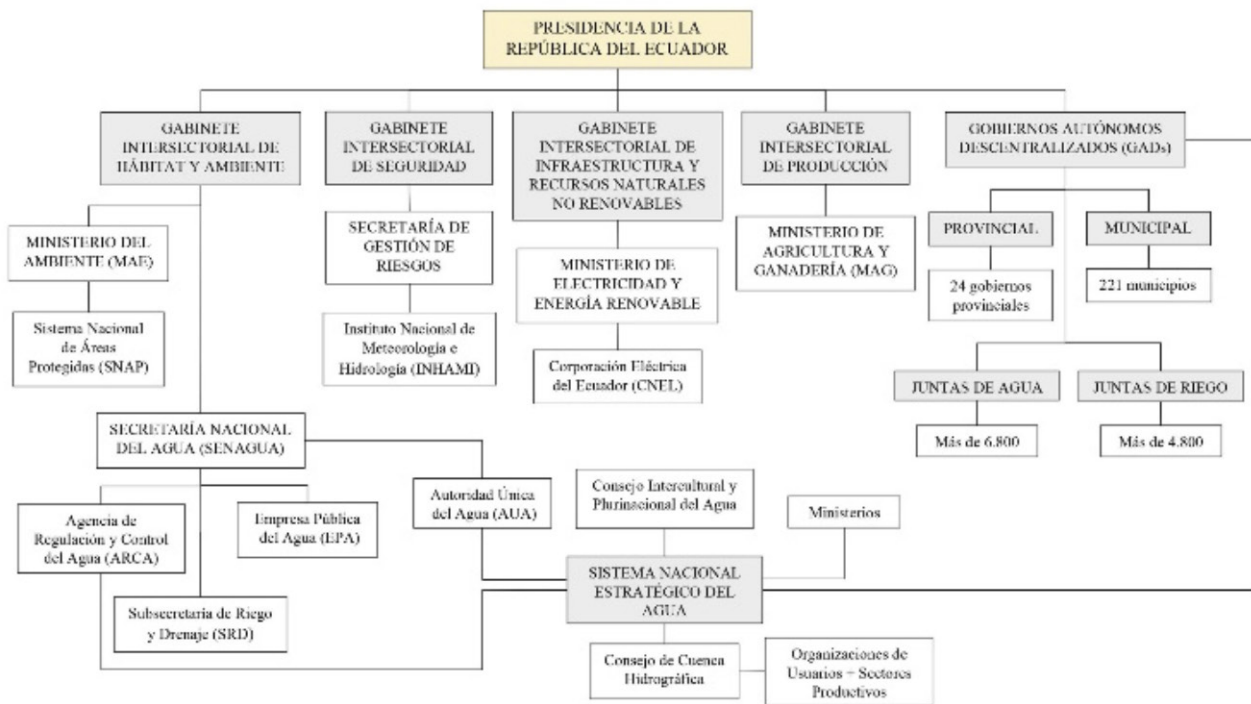 PRESIDENCIA DE LA
REPÚBLICA DEL ECUADOR
GABINETE
INTERSECTORIAL DE
HÁBITAT Y AMBIENTE
GABINETE
INTERSECTORIAL
DE SEGURIDAD
GABINETE
INTERSECTORIAL DE
INFRAESTRUCTURA Y
RECURSOS NATURALES
NO RENOVABLES
GABINETE
INTERSECTORIAL
DE PRODUCCIÓN
GOBIERNOS AUTÓNOMOS
DESCENTRALIZADOS (GADs)
MINISTERIO DEL
AMBIENTE (MAE)
SECRETARÍA DE
GESTIÓN DE
RIESGOS
MINISTERIO DE
ELECTRICIDAD Y
ENERGÍA RENOVABLE
MINISTERIO DE
AGRICULTURA Y
GANADERÍA (MAG)
PROVINCIAL
MUNICIPAL
24 gobiernos
provinciales
221 municipios
Sistema Nacional
de Áreas
Protegidas (SNAP)
Instituto Nacional de
Meteorología e
Hidrología (INHAMI)
Corporación Eléctrica
del Ecuador (CNEL)
JUNTAS DE AGUA
JUNTAS DE RIEGO
Más de 6.800
Más de 4.800
SECRETARÍA NACIONAL
DEL AGUA (SENAGUA)
Agencia de
Regulación y Control
del Agua (ARCA)
Empresa Pública
del Agua (EPA)
Autoridad Única
del Agua (AUA)
Consejo Intercultural y
Plurinacional del Agua
Ministerios
SISTEMA NACIONAL
ESTRATÉGICO DEL
AGUA
Subsecretaría de Riego
y Drenaje (SRD)
Consejo de Cuenca
Hidrográfica
Organizaciones de
Usuarios + Sectores
Productivos